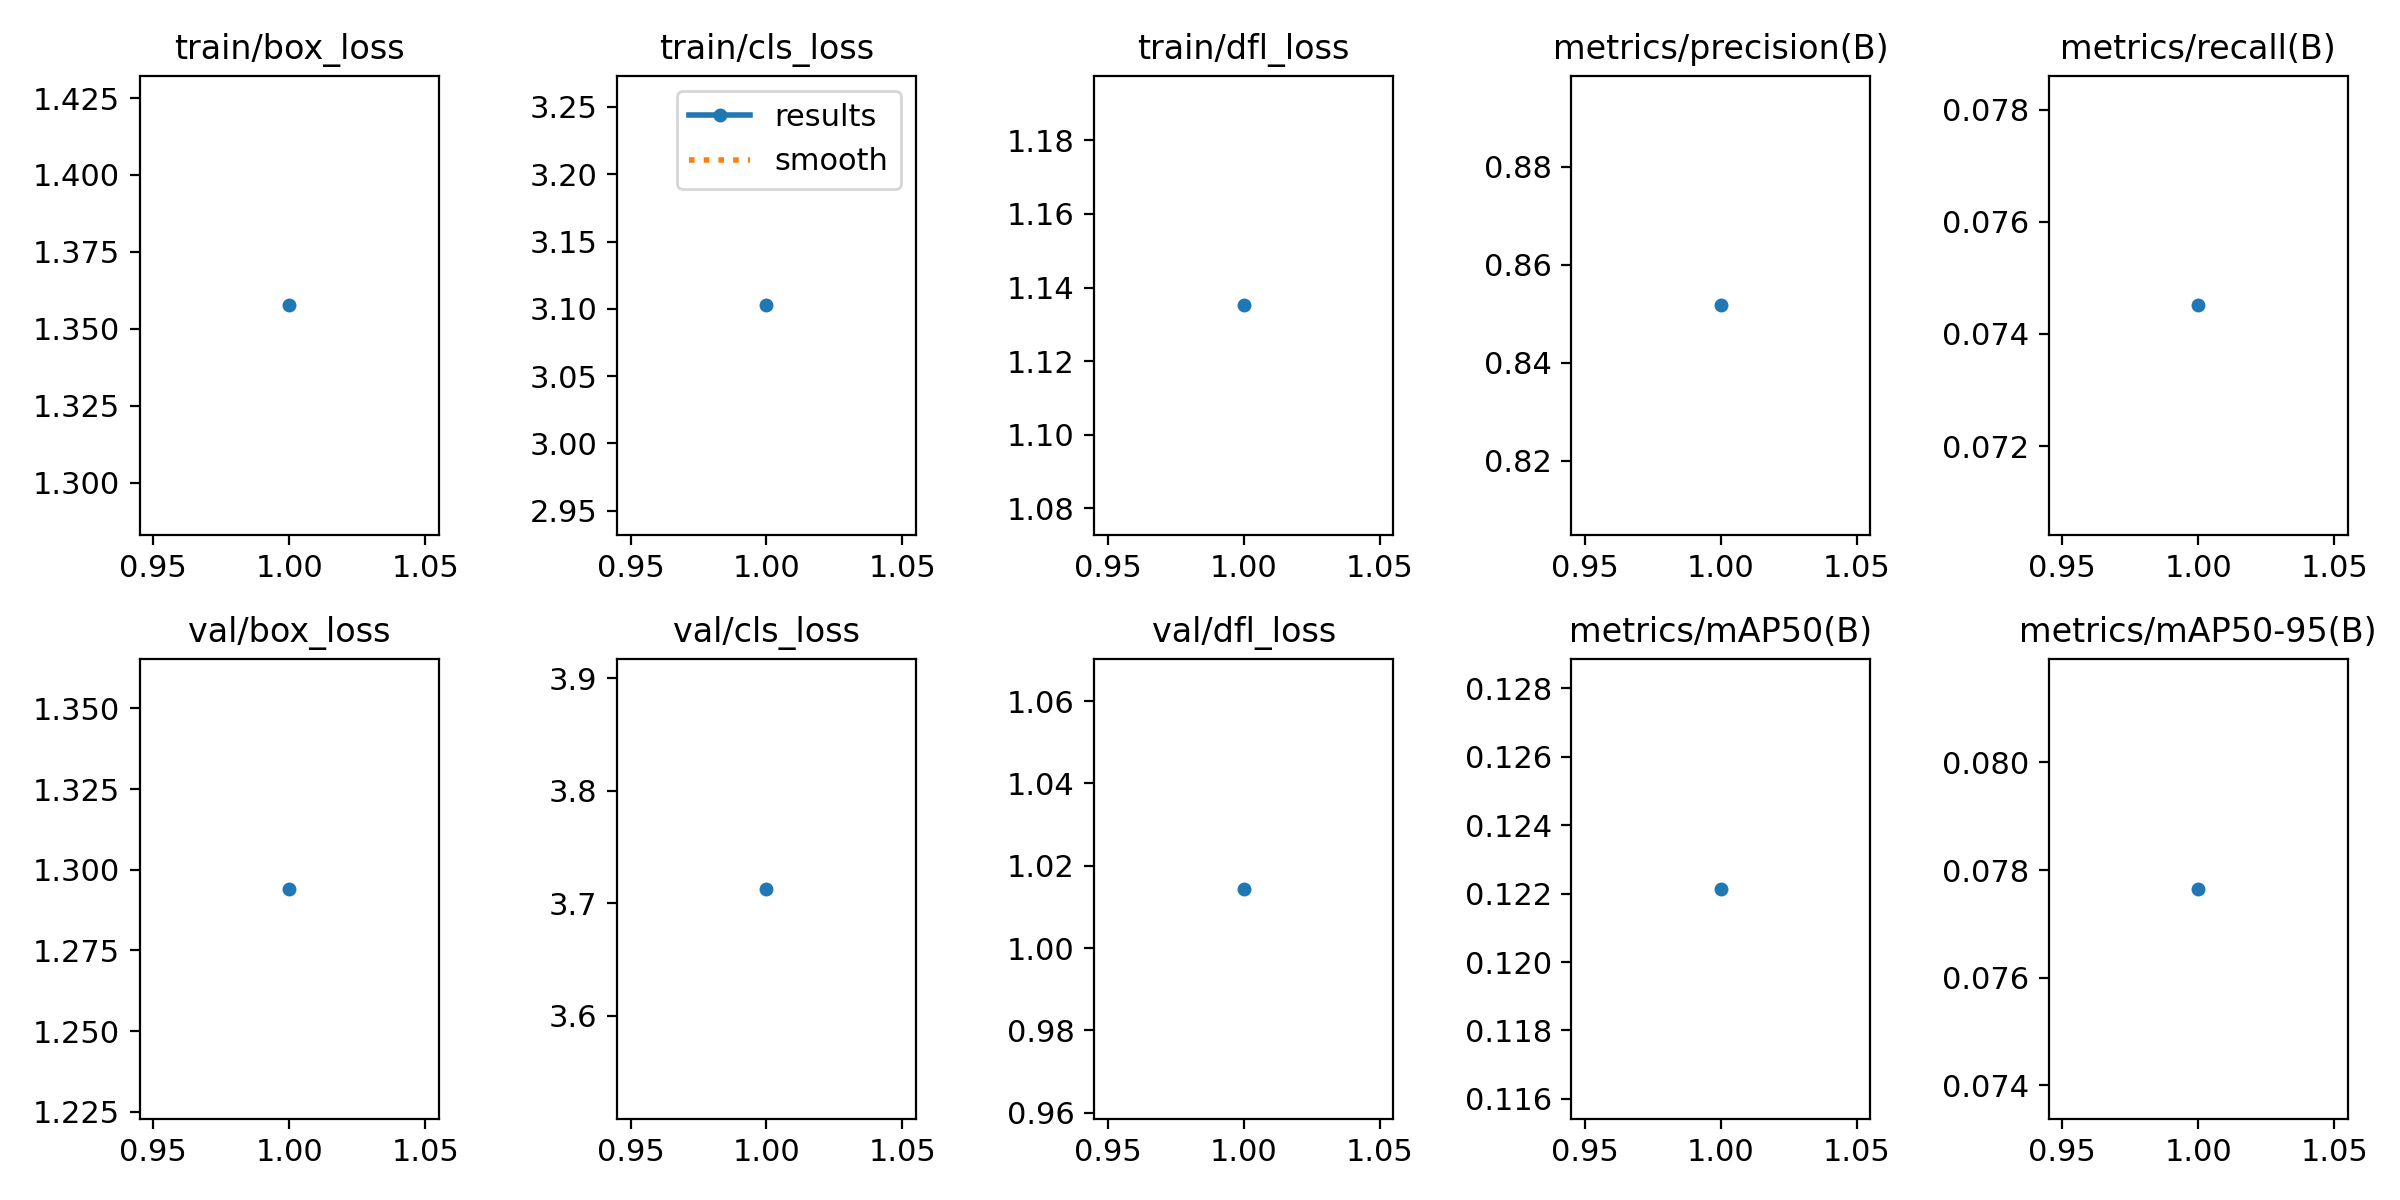 train/box_loss
1.425
1.400
1.375
1.350
1.325
1.300
0.95 1.00 1.05
train/cls_loss
results
smooth
3.25
3.20
3.15
3.10
3.05
3.00
2.95
0.95 1.00 1.05
train/dfl_loss
1.18
1.16
1.14
1.12
1.10
1.08
0.95 1.00 1.05
metrics/precision(B)
0.88
0.86
0.84
0.82
0.95 1.00 1.05
metrics/recall(B)
0.078
0.076
0.074
0.072
0.95 1.00 1.05
val/box_loss
1.350
1.325
1.300
1.275
1.250
1.225
0.95 1.00 1.05
val/cls_loss
3.9
3.8
3.7
3.6
0.95 1.00 1.05
val/dfl_loss
1.06
1.04
1.02
1.00
0.98
0.96
0.95 1.00 1.05
metrics/mAP50(B)
0.128
0.126
0.124
0.122
0.120
0.118
0.116
0.95 1.00 1.05
metrics/mAP50-95(B)
0.080
0.078
0.076
0.074
0.95 1.00 1.05